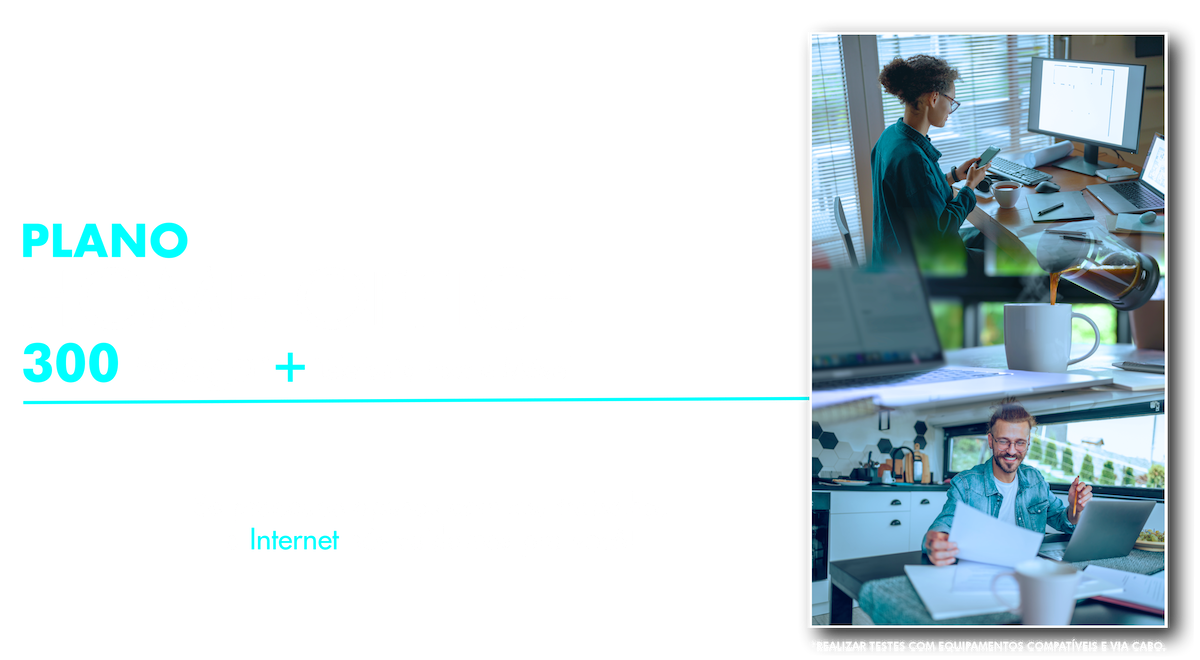 PLANO
300 +
Internet
REALIZAR TESTES COM EQUIPAMENTOS COMPATÍVEIS E VIA CABO.